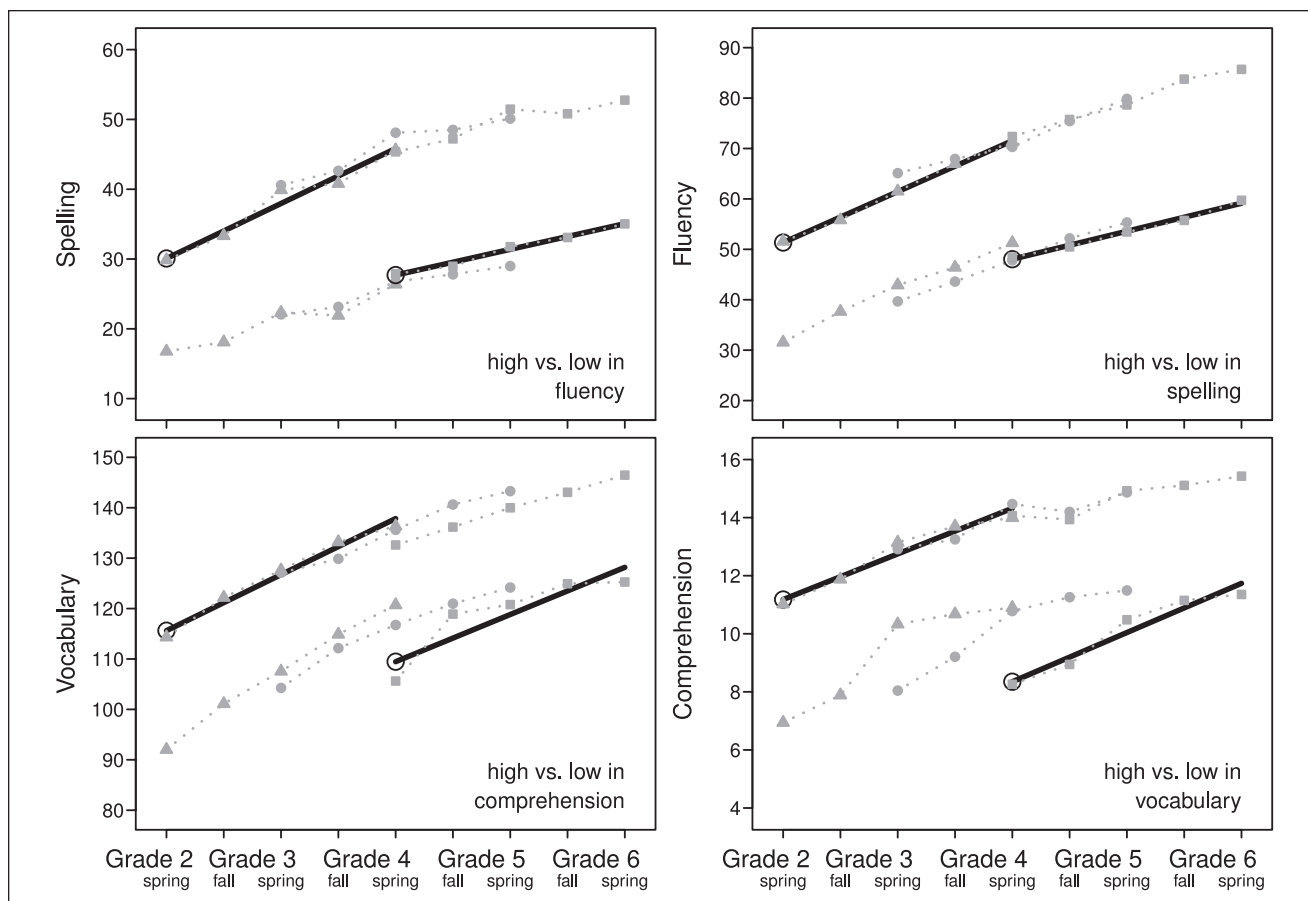 Spelling
60
50
40
30
20
10
high vs. low in
fluency
Fluency
90
80
70
60
50
40
30
20
high vs. low in
spelling
Vocabulary
150
140
130
120
110
100
90
80
high vs. low in
comprehension
Comprehension
16
14
12
10
8
6
4
high vs. low in
vocabulary
Grade 2 Grade 3 Grade 4 Grade 5 Grade 6
spring fall spring fall spring fall spring fall spring
Grade 2 Grade 3 Grade 4 Grade 5 Grade 6
spring fall spring fall spring fall spring fall spring